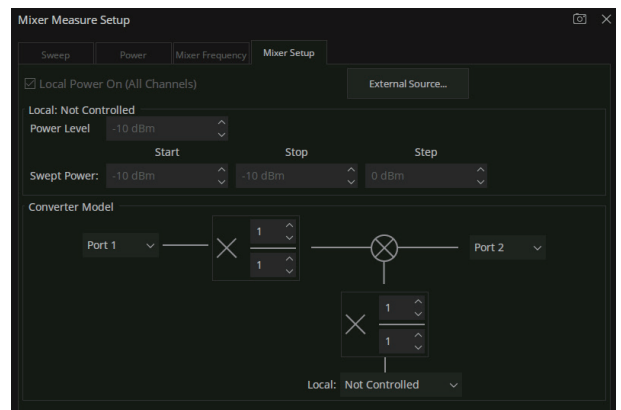 Mixer Measure Setup
Sweep Power Mixer Frequency Mixer Setup
Local Power On (All Channels) External Source...
Local: Not Controlled
Power Level -10 dBm
Start Stop Step
Swept Power: -10 dBm -10 dBm 0 dBm
Converter Model
1
Port 1 Port 2
1
1
1
Local: Not Controlled